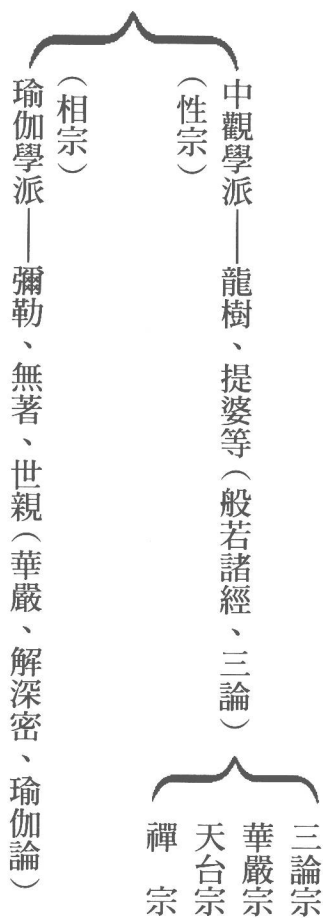 中觀學派——龍樹、提婆等（般若諸經、三論）
（性宗）
三論宗
華嚴宗
天台宗
禪　宗
（相宗）
瑜伽學派——彌勒、無著、世親（華嚴、解深密、瑜伽論）